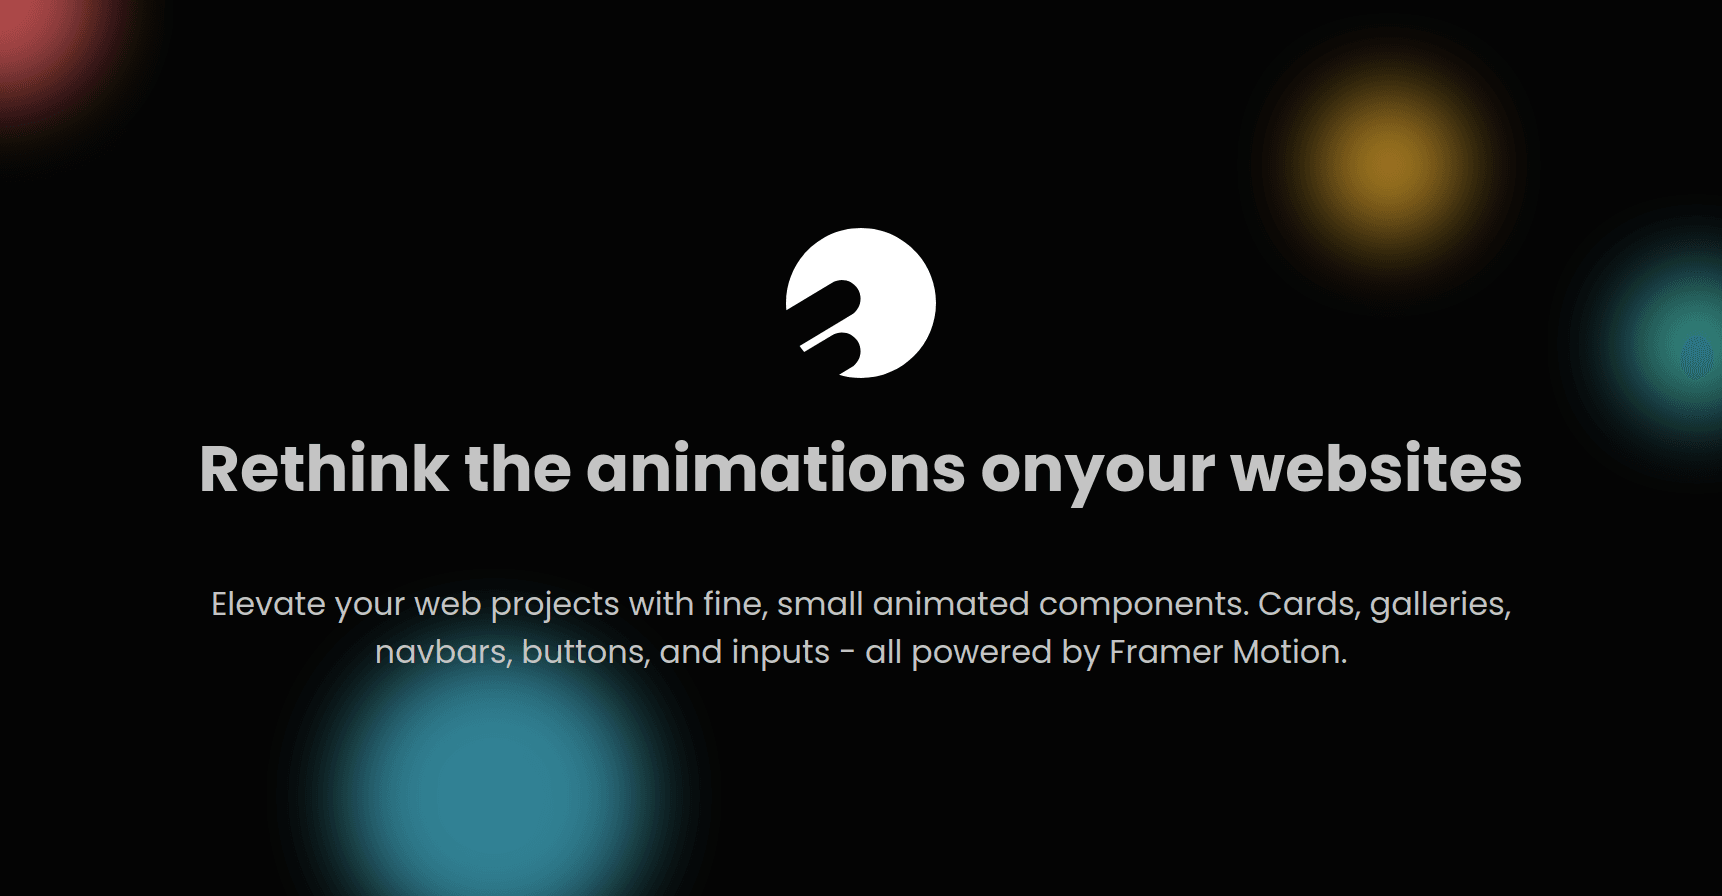 Rethink the animations onyour websites
Elevate your web projects with fine, small animated components. Cards, galleries,
navbars, buttons, and inputs - all powered by Framer Motion.